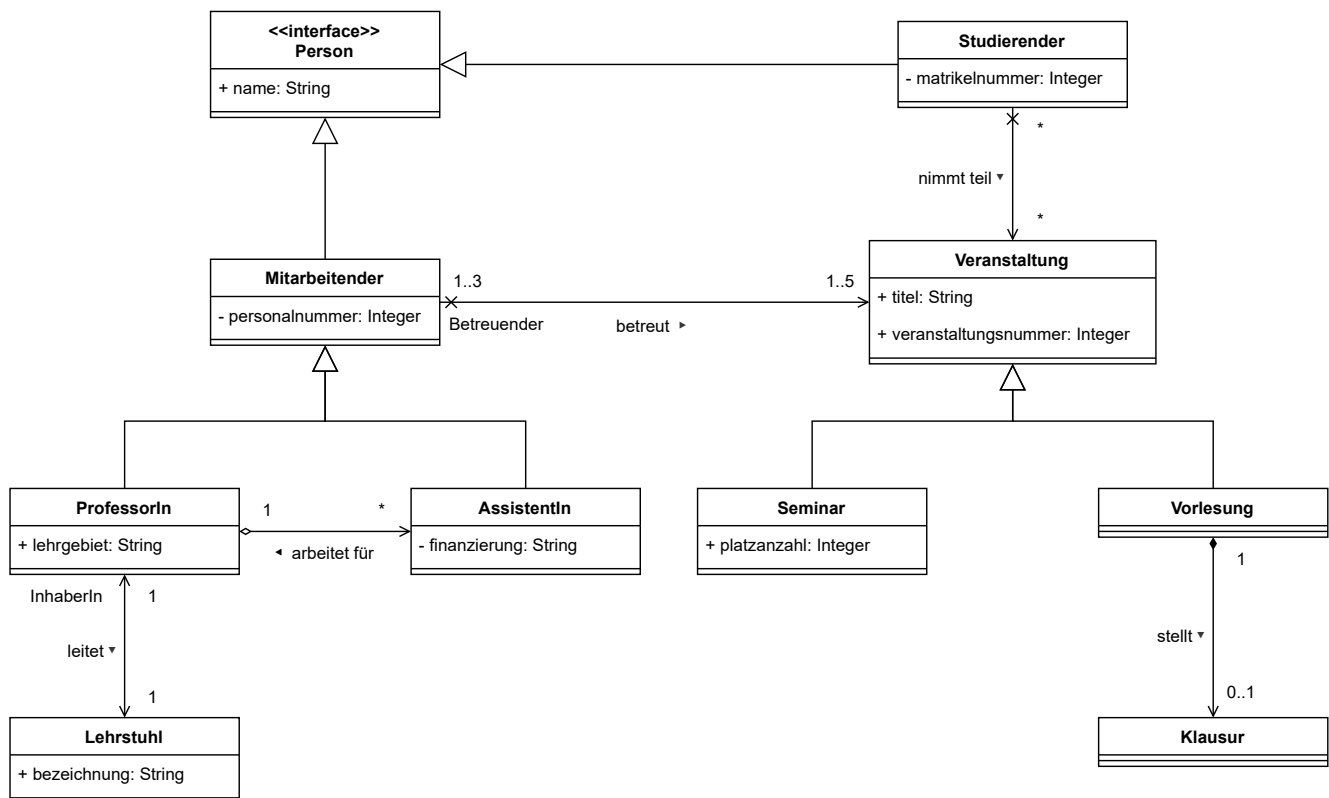 <<interface>>
Person
+ name: String
Studierender
- matrikelnummer: Integer
*
nimmt teil ▼
*
Mitarbeitender
- personalnummer: Integer
1..3
1..5
Betreuender
betreut ►
Veranstaltung
+ titel: String
+ veranstaltungsnummer: Integer
ProfessorIn
+ lehrgebiet: String
1
*
◄ arbeitet für
AssistentIn
- finanzierung: String
Seminar
+ platzanzahl: Integer
Vorlesung
InhaberIn
1
leitet ▼
1
1
stellt ▼
0..1
Lehrstuhl
+ bezeichnung: String
Klausur